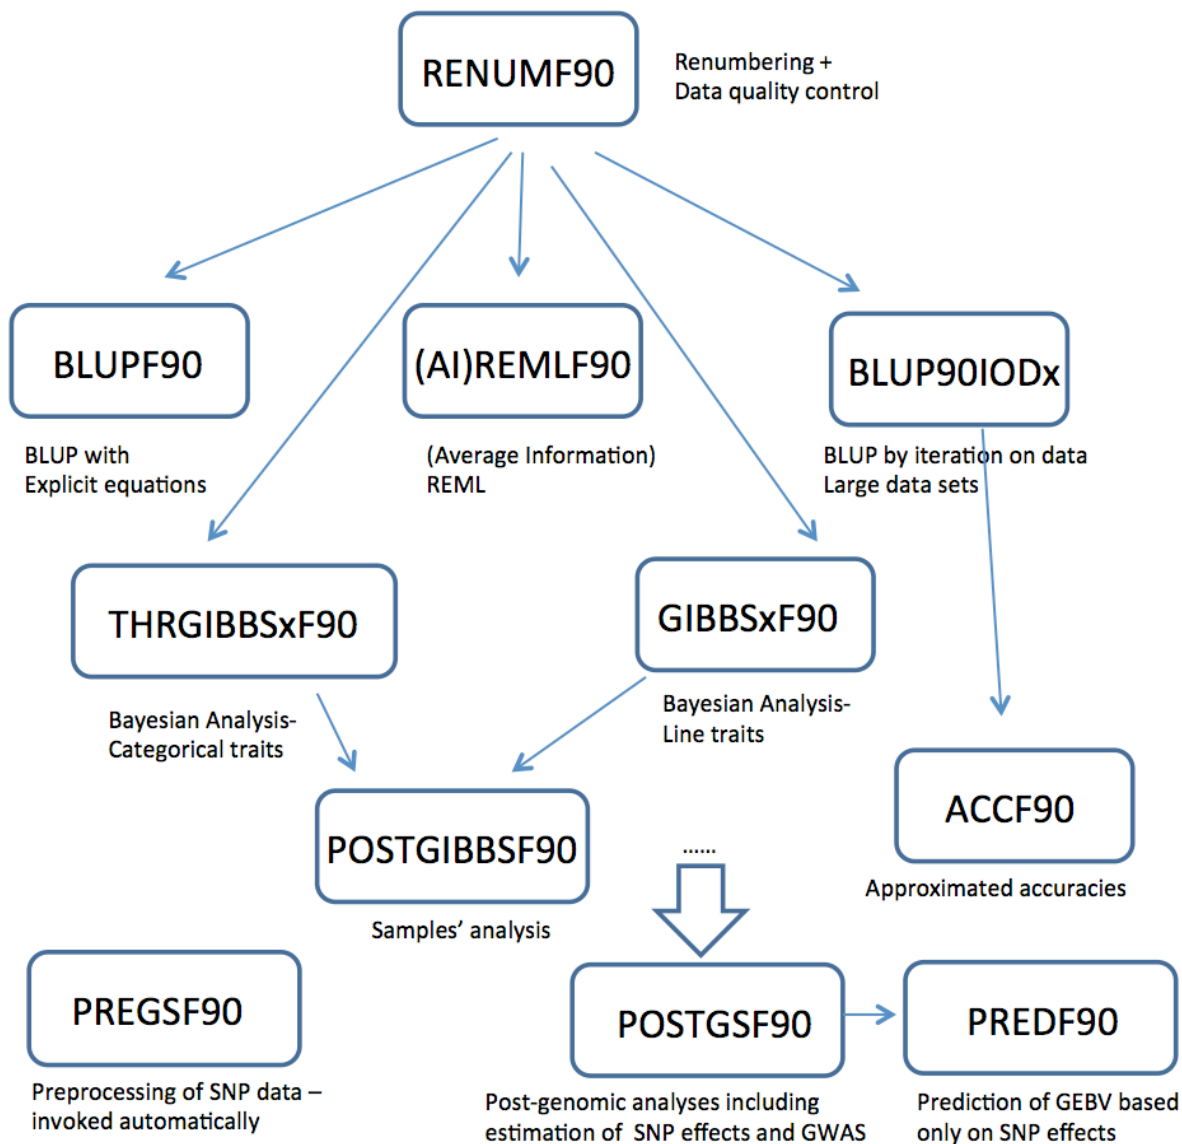 RENUMF90
Renumbering +
Data quality control
BLUPF90
(AI)REMLF90
BLUP90IODx
BLUP with
Explicit equations
(Average Information)
REML
BLUP by iteration on data
Large data sets
THRGIBBSxF90
GIBBSxF90
Bayesian Analysis-
Categorical traits
Bayesian Analysis-
Line traits
POSTGIBBSF90
ACCF90
......
Samples’ analysis
Approximated accuracies
PREGSF90
POSTGSF90
PREDF90
Preprocessing of SNP data –
invoked automatically
Post-genomic analyses including
estimation of SNP effects and GWAS
Prediction of GEBV based
only on SNP effects